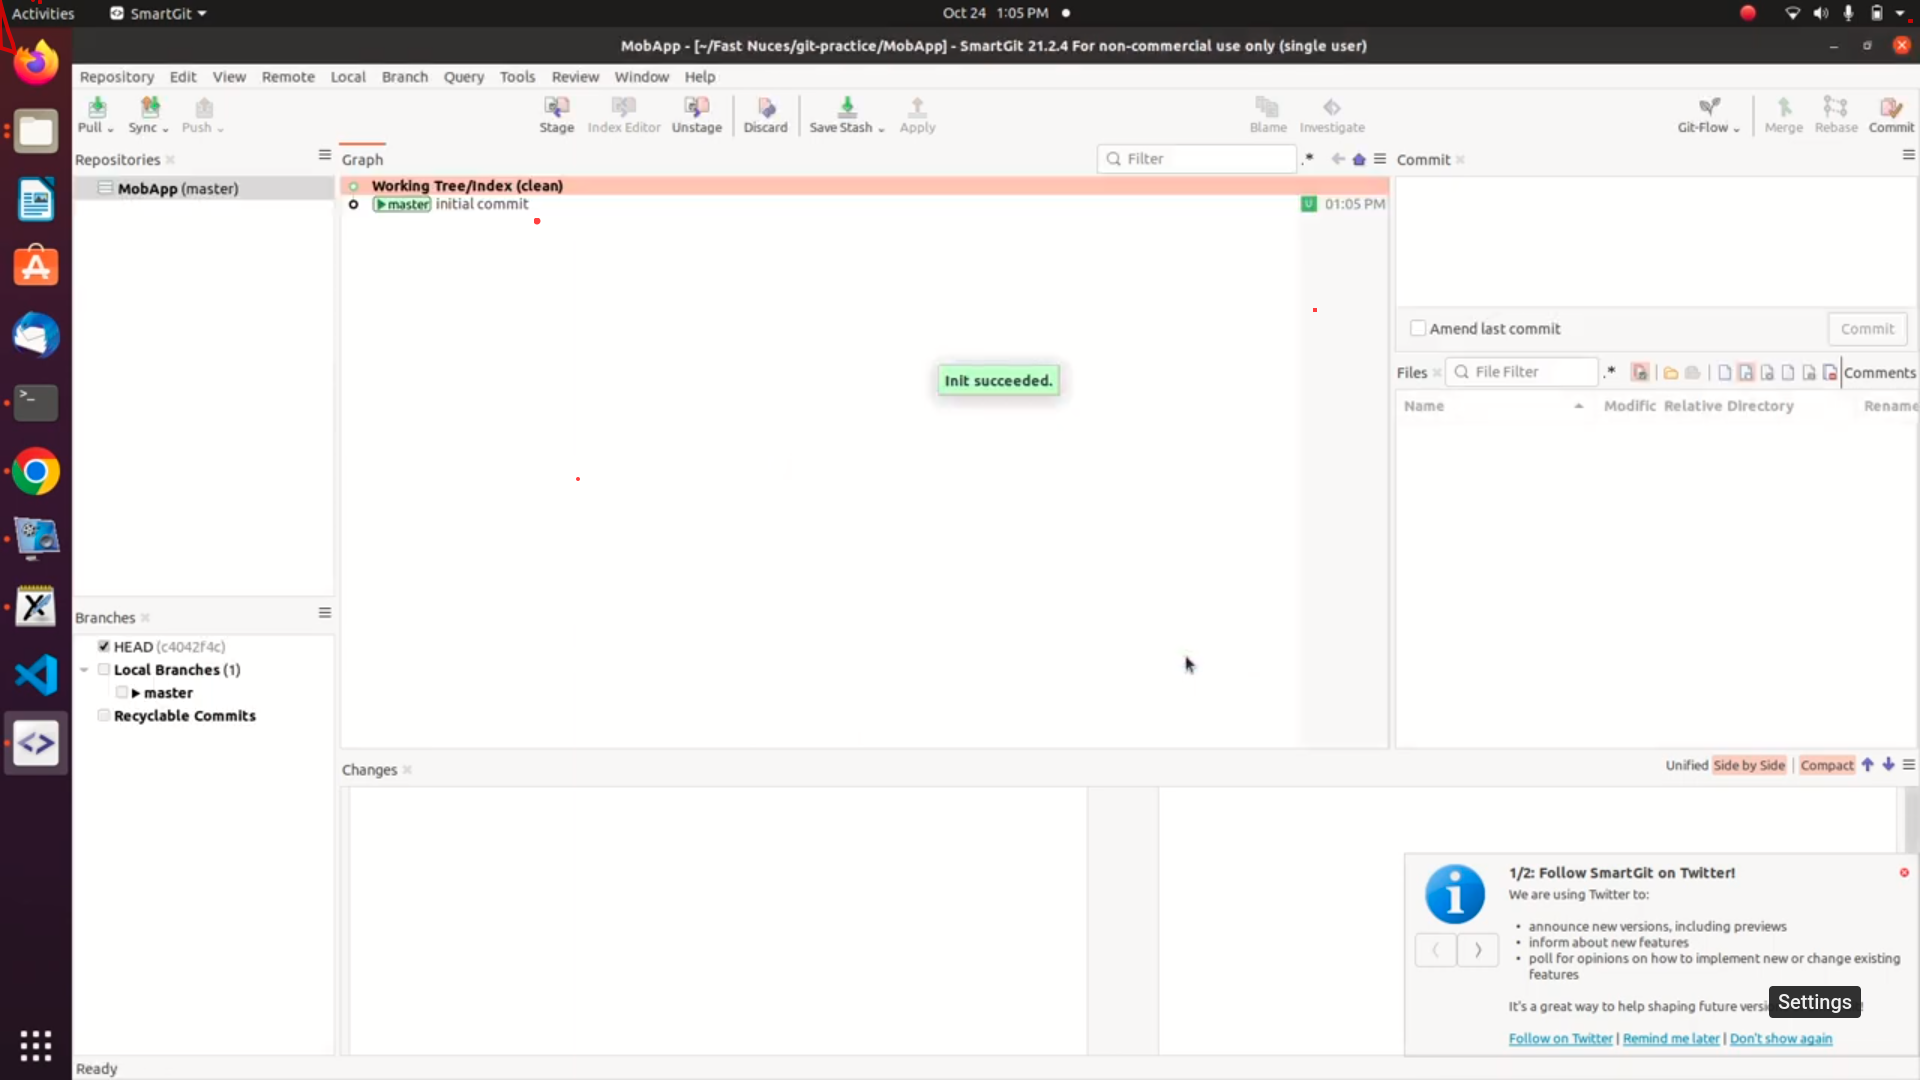 Activities
SmartGit
Oct 24 1:05 PM
MobApp - [~/Fast Nuces/git-practice/MobApp] - SmartGit 21.2.4 For non-commercial use only (single user)
Repository Edit View Remote Local Branch Query Tools Review Window Help
Pull Sync Push Stage Index Editor Unstage Discard Save Stash Apply Blame Investigate Git-Flow Merge Rebase Commit
Repositories
MobApp (master)
Graph
Filter
.*
Working Tree/Index (clean)
master initial commit
U 01:05 PM
Init succeeded.
Commit
Amend last commit
Commit
Files
File Filter
.*
Comments
Name Modific Relative Directory Rename
Branches
HEAD (c4042f4c)
Local Branches (1)
master
Recyclable Commits
Changes
Unified Side by Side | Compact
1/2: Follow SmartGit on Twitter!
We are using Twitter to:
• announce new versions, including previews
• inform about new features
• poll for opinions on how to implement new or change existing
features
It's a great way to help shaping future
Settings
Follow on Twitter | Remind me later | Don't show again
Ready